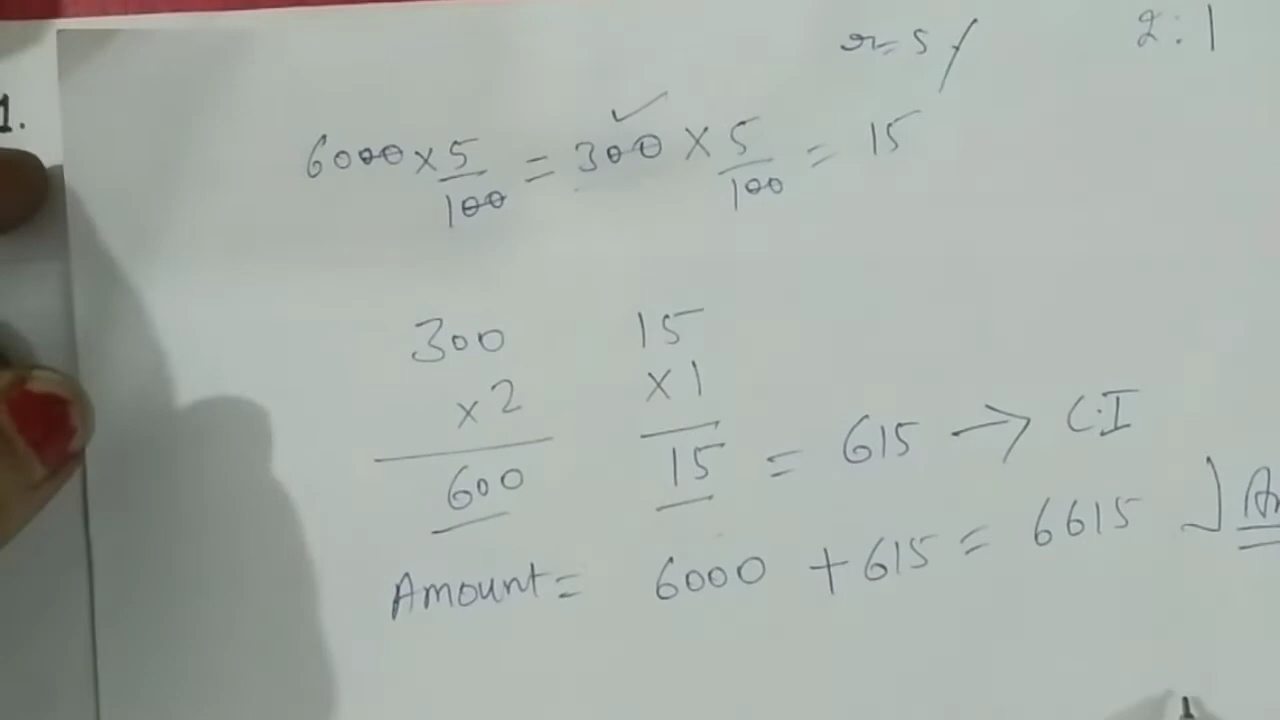 r=5%
2:1
1.
6000×5/100 = 300×5/100 = 15
300 15
×2 ×1
600 15 = 615 → C.I
Amount= 6000 + 615 = 6615